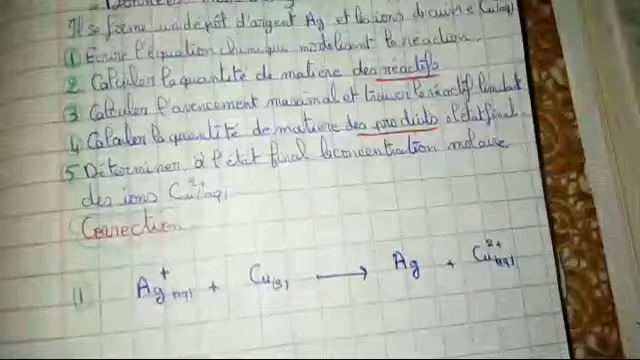 Il se forme un dépôt d'argent Ag et les ions de cuivre Cu(aq)
① Ecrire l'équation chimique modélisant la réaction
2 Calculer la quantité de matière des réactifs
3 Calculer l'avancement maximal et trouver le réactif limitant
4 Calculer la quantité de matière des produits à l'état final
5 Déterminer, à l'état final la concentration molaire
des ions Cu²⁺(aq)
Correction
1) Ag⁺(aq) + Cu(s) ⟶ Ag + Cu²⁺(aq)